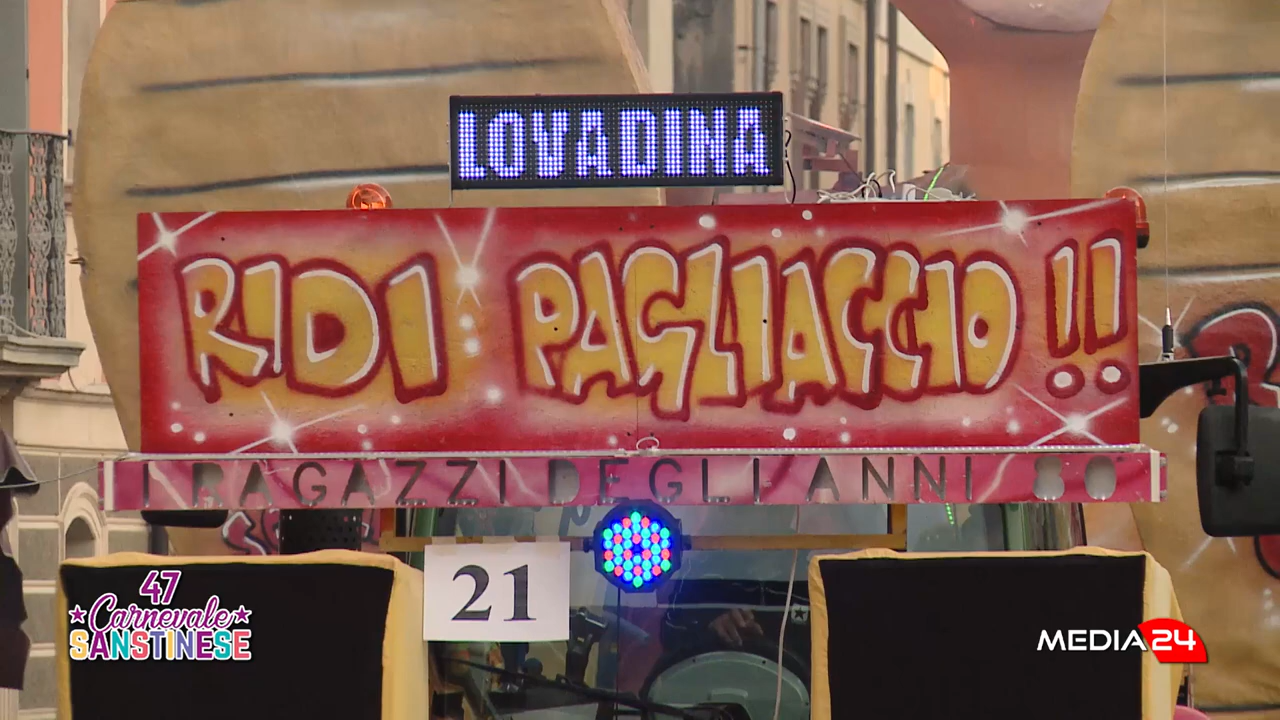 LOVADINA
RIDI PAGLIACCIO !!
I RAGAZZI DEGLI ANNI 80
21
47
Carnevale
SANSTINESE
MEDIA24